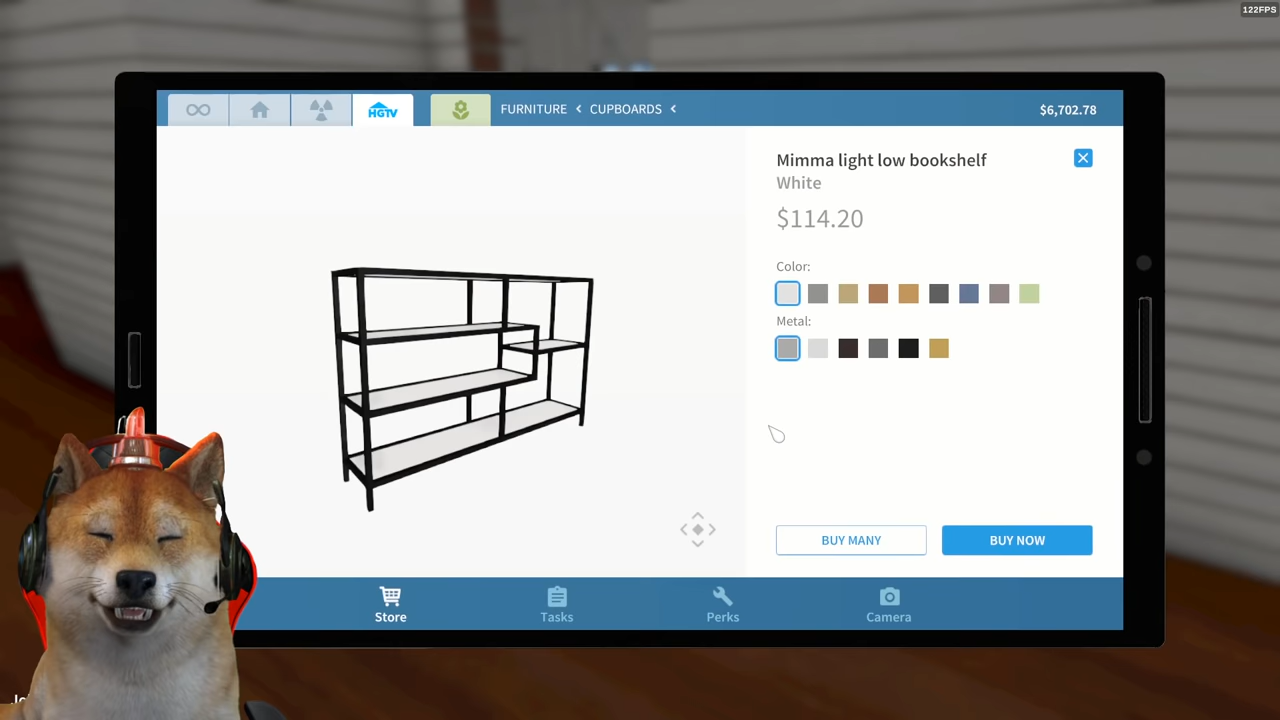 122FPS
HGTV
FURNITURE < CUPBOARDS <
$6,702.78
Mimma light low bookshelf
White
$114.20
Color:
Metal:
BUY MANY
BUY NOW
Store
Tasks
Perks
Camera